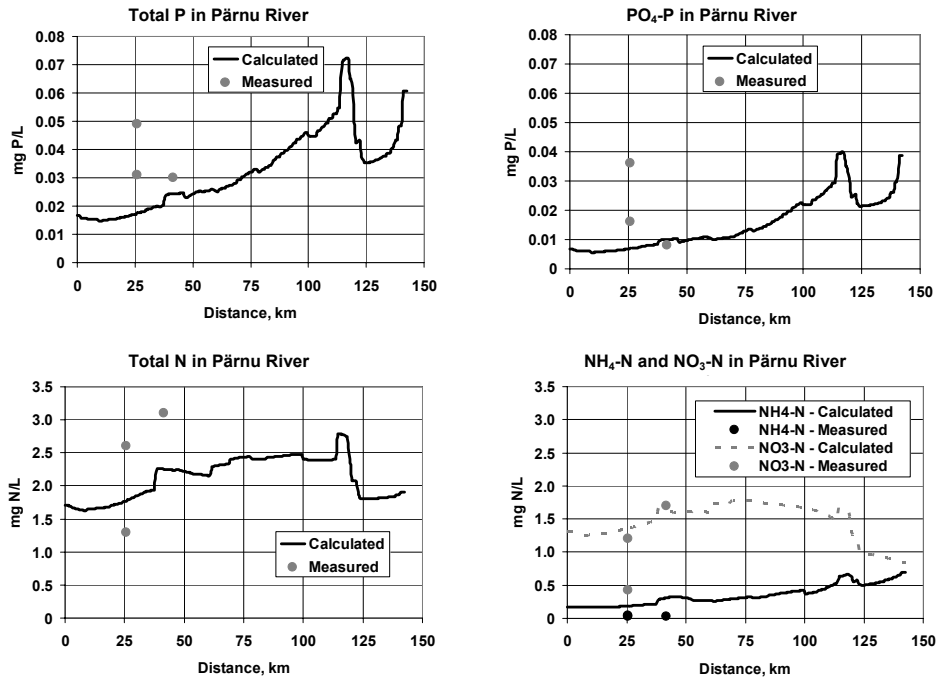 Total P in Pärnu River
mg P/L
0.08
0.07
0.06
0.05
0.04
0.03
0.02
0.01
0
Calculated
Measured
0 25 50 75 100 125 150
Distance, km
PO₄-P in Pärnu River
mg P/L
0.08
0.07
0.06
0.05
0.04
0.03
0.02
0.01
0
Calculated
Measured
0 25 50 75 100 125 150
Distance, km
Total N in Pärnu River
mg N/L
3.5
3.0
2.5
2.0
1.5
1.0
0.5
0.0
Calculated
Measured
0 25 50 75 100 125 150
Distance, km
NH₄-N and NO₃-N in Pärnu River
mg N/L
3.5
3.0
2.5
2.0
1.5
1.0
0.5
0.0
NH4-N - Calculated
NH4-N - Measured
NO3-N - Calculated
NO3-N - Measured
0 25 50 75 100 125 150
Distance, km